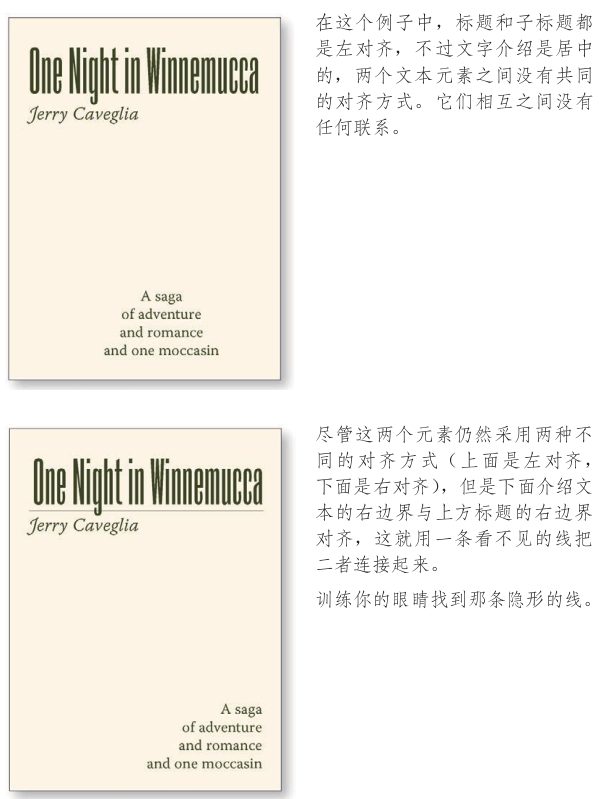 One Night in Winnemucca
Jerry Caveglia
A saga
of adventure
and romance
and one moccasin
在这个例子中，标题和子标题都
是左对齐，不过文字介绍是居中
的，两个文本元素之间没有共同
的对齐方式。它们相互之间没有
任何联系。
One Night in Winnemucca
Jerry Caveglia
A saga
of adventure
and romance
and one moccasin
尽管这两个元素仍然采用两种不
同的对齐方式（上面是左对齐，
下面是右对齐），但是下面介绍文
本的右边界与上方标题的右边界
对齐，这就用一条看不见的线把
二者连接起来。
训练你的眼睛找到那条隐形的线。